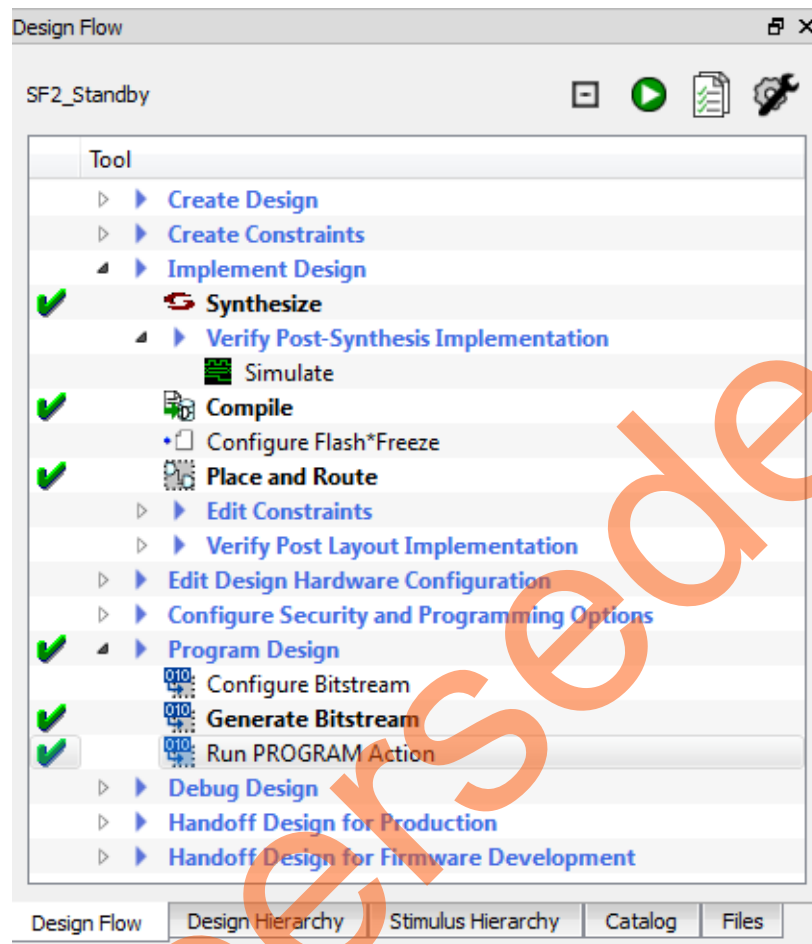 Design Flow
SF2_Standby
Tool
Create Design
Create Constraints
Implement Design
Synthesize
Verify Post-Synthesis Implementation
Simulate
Compile
Configure Flash*Freeze
Place and Route
Edit Constraints
Verify Post Layout Implementation
Edit Design Hardware Configuration
Configure Security and Programming Options
Program Design
Configure Bitstream
Generate Bitstream
Run PROGRAM Action
Debug Design
Handoff Design for Production
Handoff Design for Firmware Development
Design Flow Design Hierarchy Stimulus Hierarchy Catalog Files